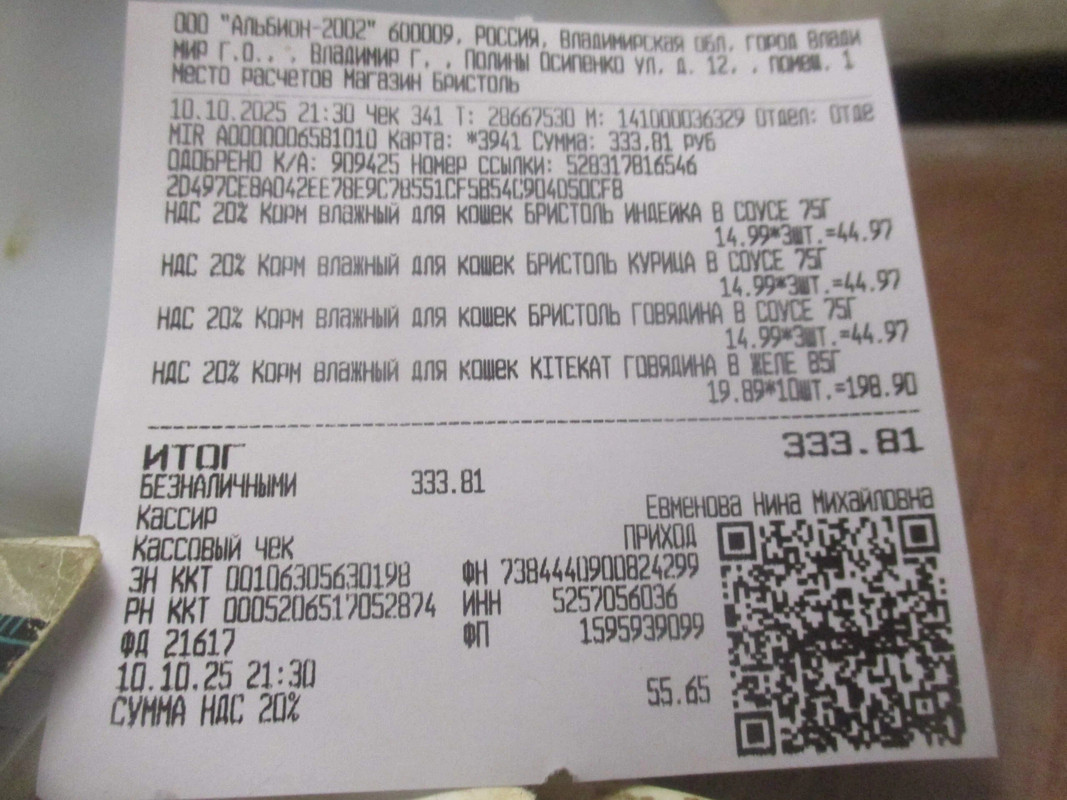 ООО "Альбион-2002" 600009, РОССИЯ, Владимирская обл, город Влади
мир Г.О., , Владимир г, , Полины Осипенко ул, д. 12, , помещ. 1
Место расчетов Магазин Бристоль
10.10.2025 21:30 Чек 341 Т: 28667530 М: 141000036329 Отдел: Отде
MIR A0000006581010 Карта: *3941 Сумма: 333,81 руб
ОДОБРЕНО К/А: 909425 Номер ссылки: 528317816546
2D497CEBA042EE78E9C7B551CF5B54C904D50CFB
НДС 20% Корм влажный для кошек БРИСТОЛЬ ИНДЕЙКА В СОУСЕ 75Г
14.99*3ШТ.=44.97
НДС 20% Корм влажный для кошек БРИСТОЛЬ КУРИЦА В СОУСЕ 75Г
14.99*3ШТ.=44.97
НДС 20% Корм влажный для кошек БРИСТОЛЬ ГОВЯДИНА В СОУСЕ 75Г
14.99*3ШТ.=44.97
НДС 20% Корм влажный для кошек KITEKAT ГОВЯДИНА В ЖЕЛЕ 85Г
19.89*10ШТ.=198.90
ИТОГ 333.81
БЕЗНАЛИЧНЫМИ 333.81
Кассир Евменова Нина Михайловна
Кассовый чек ПРИХОД
ЗН ККТ 00106305630198 ФН 7384440900824299
РН ККТ 0005206517052874 ИНН 5257056036
ФД 21617 ФП 1595939099
10.10.25 21:30
СУММА НДС 20% 55.65